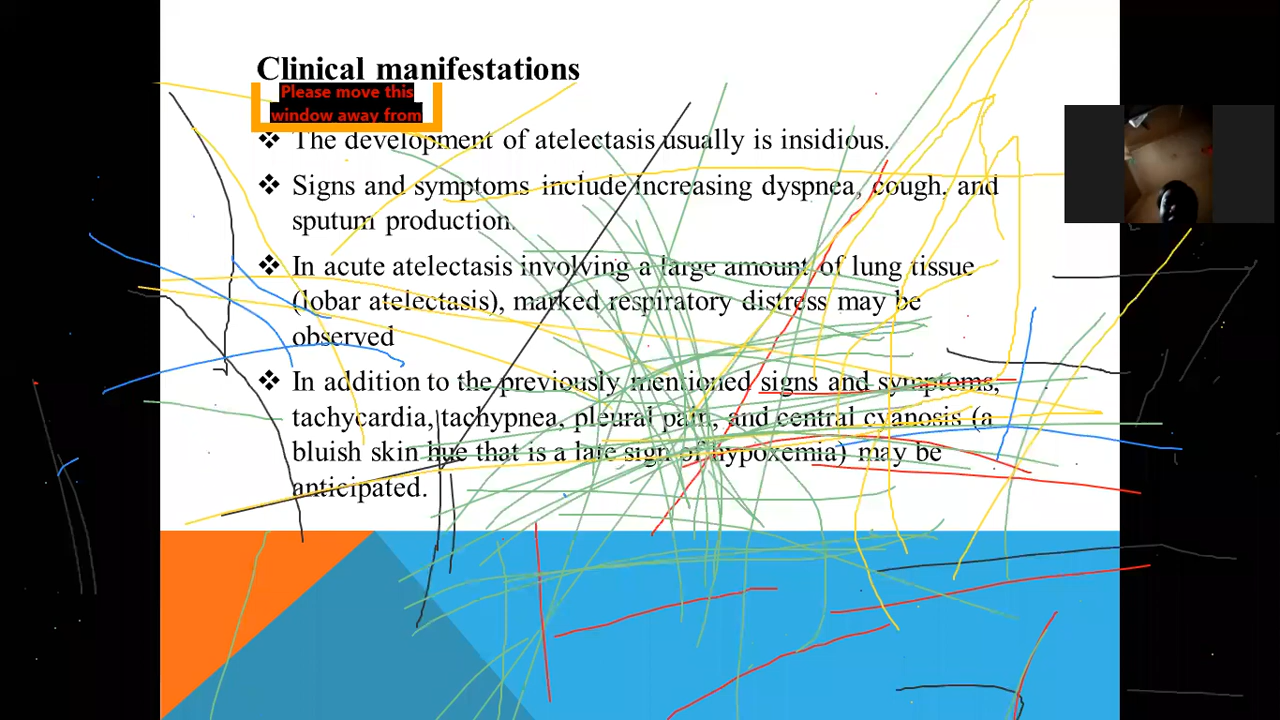 Clinical manifestations
Please move this
window away from
❖ The development of atelectasis usually is insidious.
❖ Signs and symptoms include increasing dyspnea, cough, and
sputum production.
❖ In acute atelectasis involving a large amount of lung tissue
(lobar atelectasis), marked respiratory distress may be
observed
❖ In addition to the previously mentioned signs and symptoms,
tachycardia, tachypnea, pleural pain, and central cyanosis (a
bluish skin hue that is a late sign of hypoxemia) may be
anticipated.